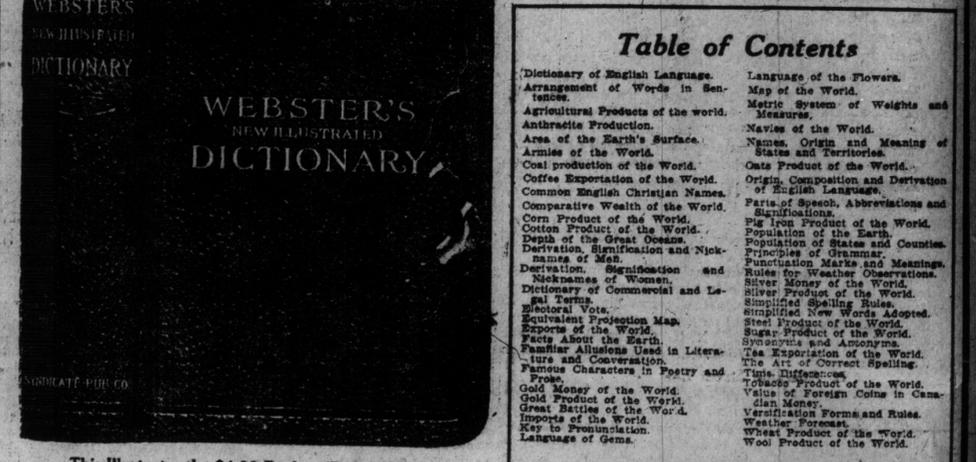 WEBSTER'S
NEW ILLUSTRATED
DICTIONARY
WEBSTER'S
NEW ILLUSTRATED
DICTIONARY
SYNDICATE PUB CO
Table of Contents
Dictionary of English Language.
Arrangement of Words in Sen-
tences.
Agricultural Products of the world.
Anthracite Production.
Area of the Earth's Surface.
Armies of the World.
Coal production of the World.
Coffee Exportation of the World.
Common English Christian Names.
Comparative Wealth of the World.
Corn Product of the World.
Cotton Product of the World.
Depth of the Great Oceans.
Derivation, Signification and Nick-
names of Men.
Derivation, Signification and
Nicknames of Women.
Dictionary of Commercial and Le-
gal Terms.
Electoral Vote.
Equivalent Projection Map.
Exports of the World.
Facts About the Earth.
Familiar Allusions Used in Litera-
ture and Conversation.
Famous Characters in Poetry and
Prose.
Gold Money of the World.
Gold Product of the World.
Great Battles of the World.
Imports of the World.
Key to Pronunciation.
Language of Gems.
Language of the Flowers.
Map of the World.
Metric System of Weights and
Measures.
Navies of the World.
Names, Origin and Meaning of
States and Territories.
Oats Product of the World.
Origin, Composition and Derivation
of English Language.
Parts of Speech, Abbreviations and
Significations.
Pig Iron Product of the World.
Population of the Earth.
Population of States and Counties.
Principles of Grammar.
Punctuation Marks and Meanings.
Rules for Weather Observations.
Silver Money of the World.
Silver Product of the World.
Simplified Spelling Rules.
Simplified New Words Adopted.
Steel Product of the World.
Sugar Product of the World.
Synonyms and Antonyms.
Tea Exportation of the World.
The Art of Correct Spelling.
Time Differences.
Tobacco Product of the World.
Value of Foreign Coins in Cana-
dian Money.
Versification Forms and Rules.
Weather Forecast.
Wheat Product of the World.
Wool Product of the World.